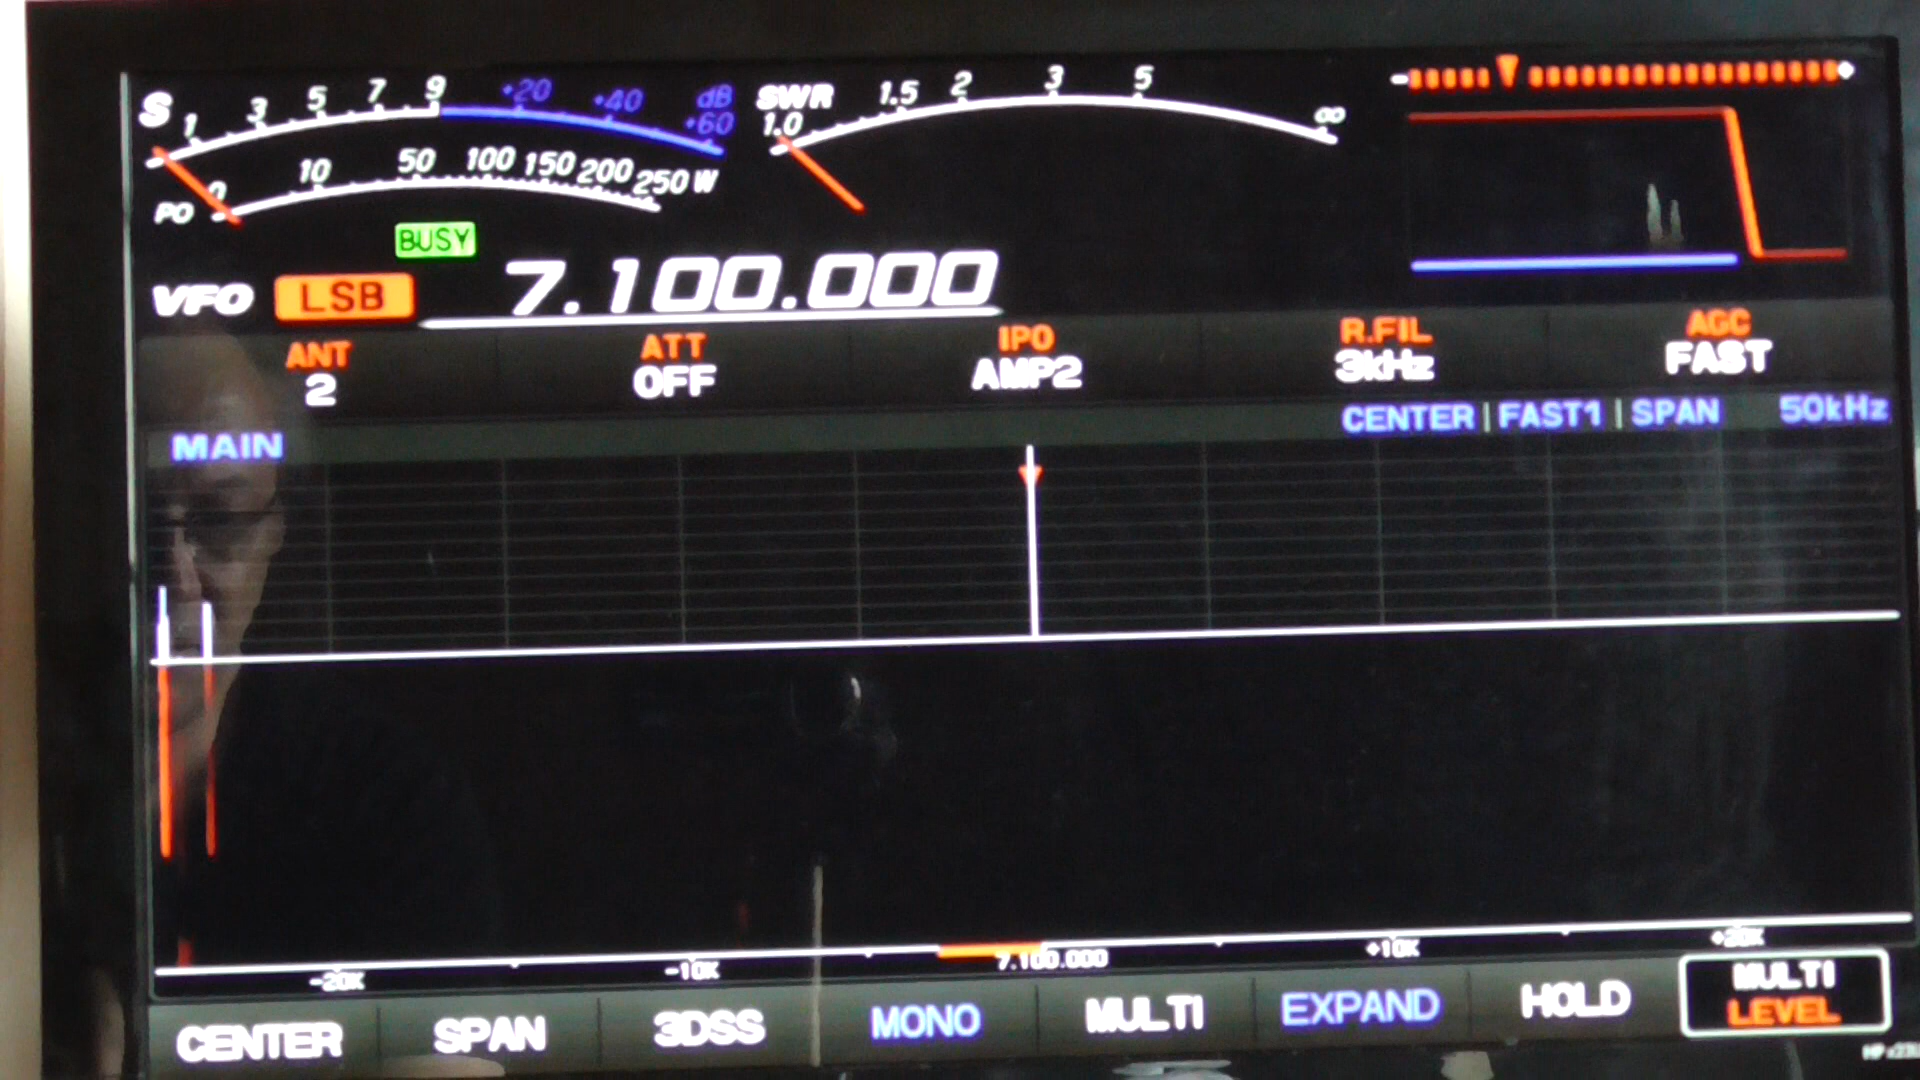 S 1 3 5 7 9 +20 +40 +60 dB
PO 0 10 50 100 150 200 250 W
SWR 1.0 1.5 2 3 5 ∞
BUSY
VFO LSB 7.100.000
ANT ATT IPO R.FIL AGC
2 OFF AMP2 3kHz FAST
MAIN CENTER | FAST1 | SPAN 50kHz
-20K -10K 7.100.000 +10K +20K
CENTER SPAN 3DSS MONO MULTI EXPAND HOLD MULTI
LEVEL